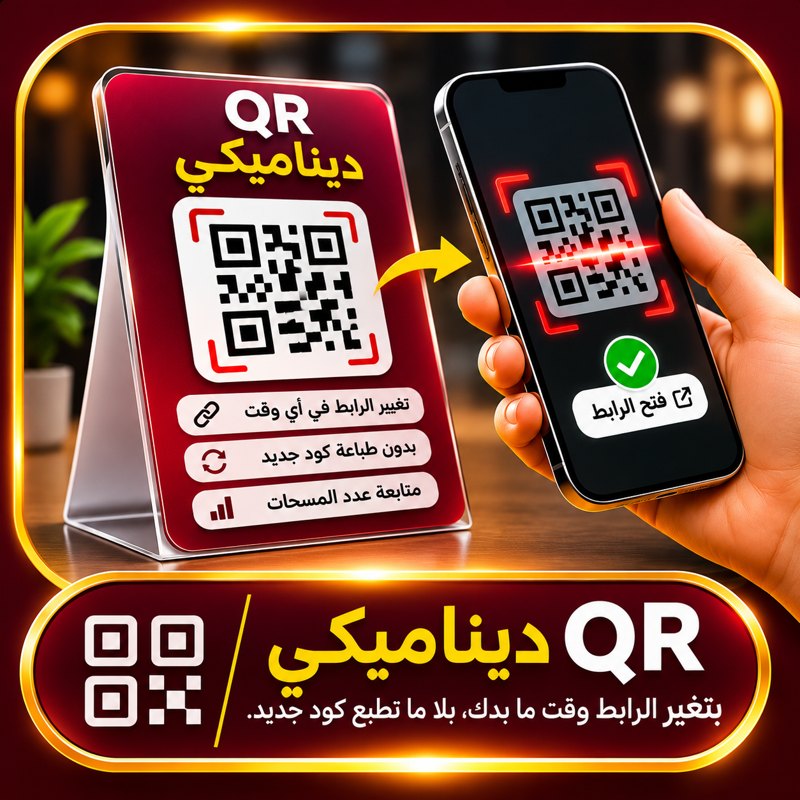 QR
ديناميكي
تغيير الرابط في أي وقت
بدون طباعة كود جديد
متابعة عدد المسحات
فتح الرابط
QR ديناميكي
بتغير الرابط وقت ما بدك، بلا ما تطبع كود جديد.